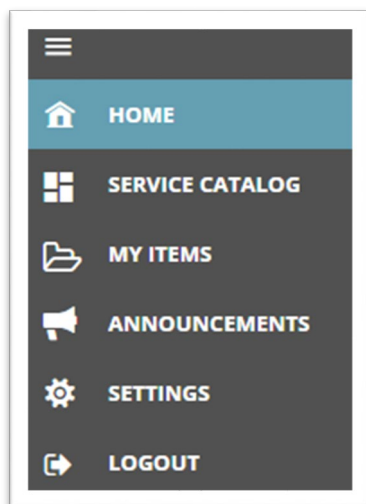 HOME
SERVICE CATALOG
MY ITEMS
ANNOUNCEMENTS
SETTINGS
LOGOUT